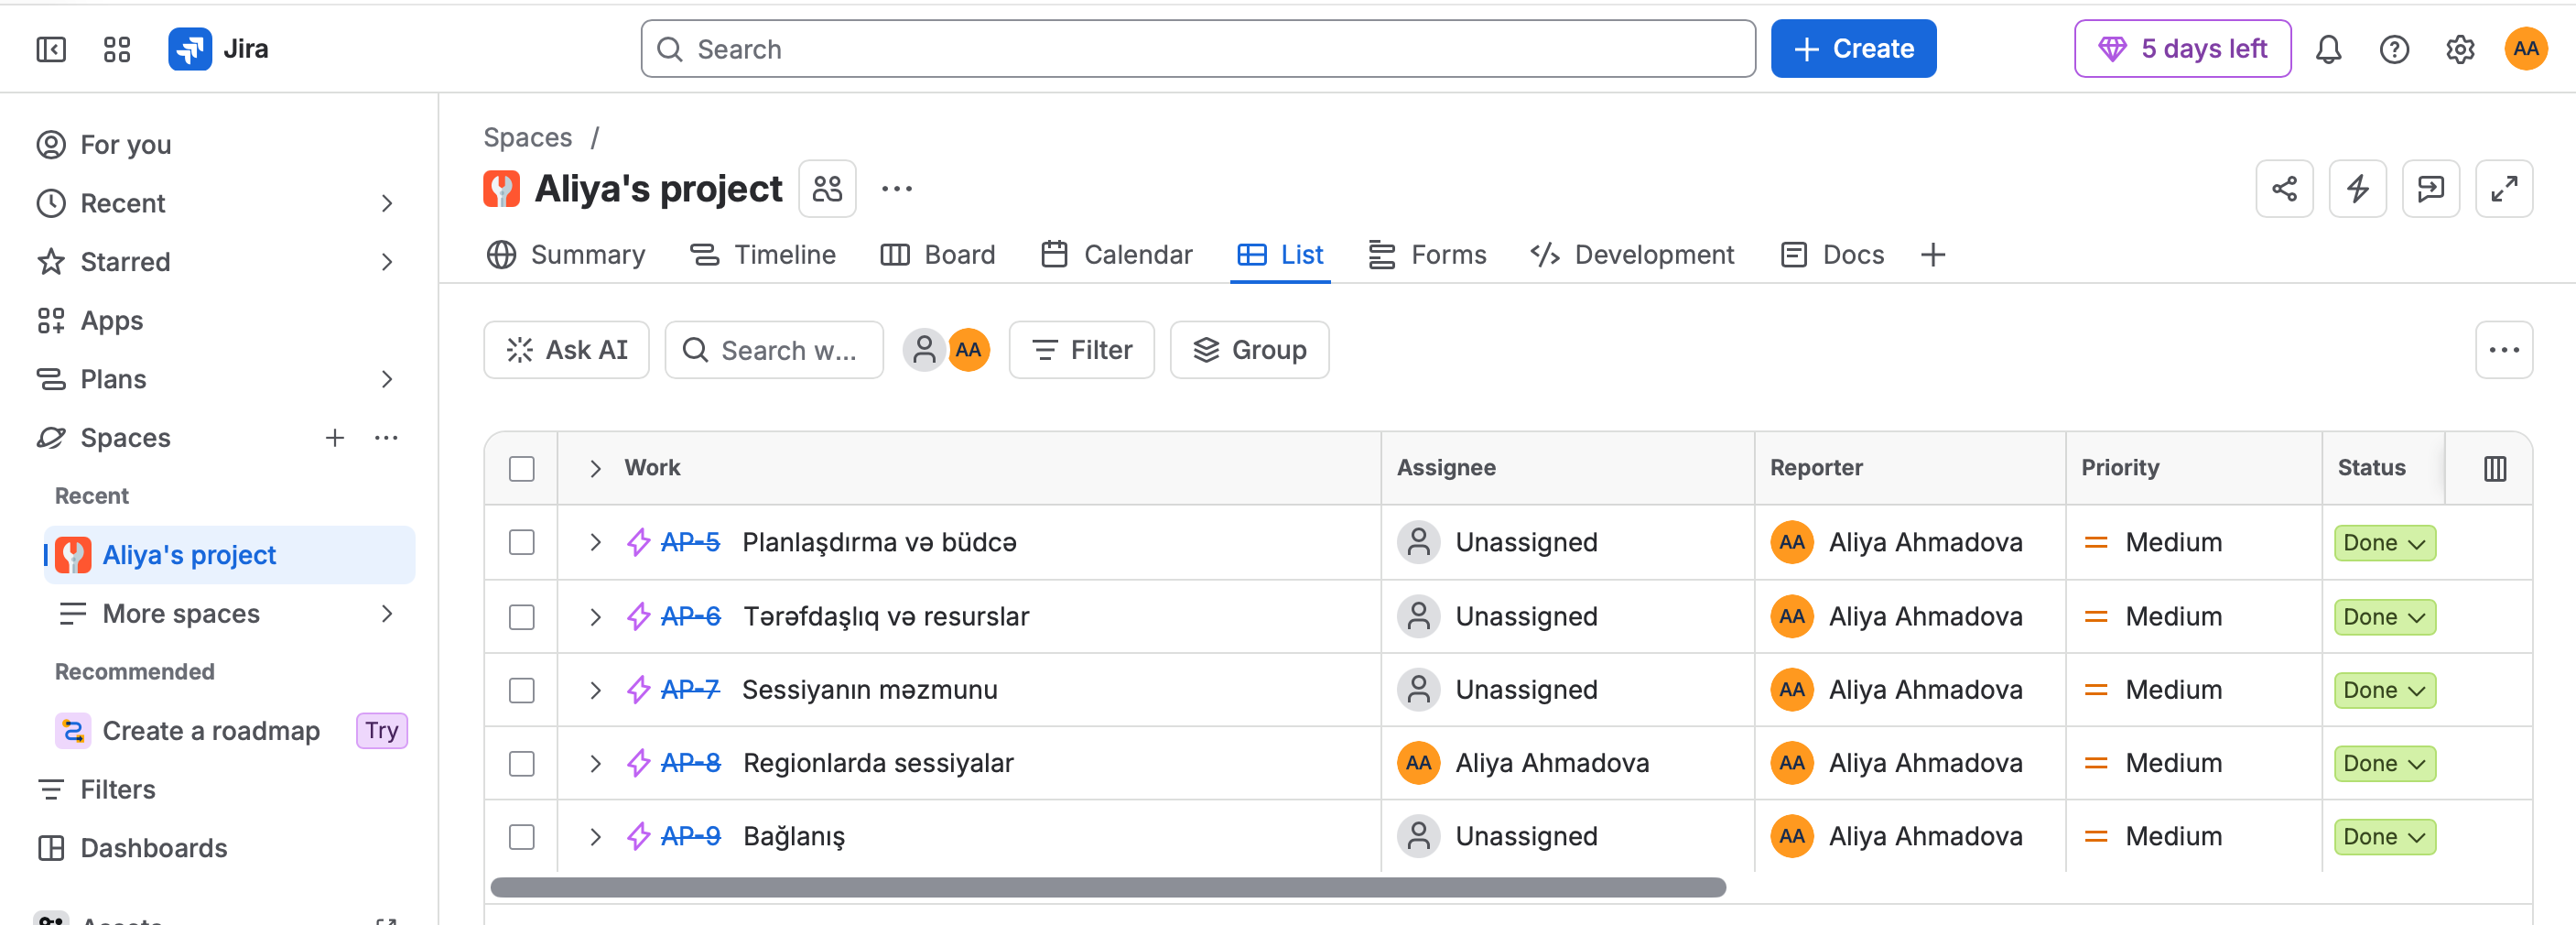 Jira
Search
Create
5 days left
AA
For you
Recent
Starred
Apps
Plans
Spaces
Recent
Aliya's project
More spaces
Recommended
Create a roadmap Try
Filters
Dashboards
Assets
Spaces /
Aliya's project
Summary Timeline Board Calendar List Forms Development Docs
Ask AI Search w... AA Filter Group
Work Assignee Reporter Priority Status
AP-5 Planlaşdırma və büdcə Unassigned AA Aliya Ahmadova Medium Done
AP-6 Tərəfdaşlıq və resurslar Unassigned AA Aliya Ahmadova Medium Done
AP-7 Sessiyanın məzmunu Unassigned AA Aliya Ahmadova Medium Done
AP-8 Regionlarda sessiyalar AA Aliya Ahmadova AA Aliya Ahmadova Medium Done
AP-9 Bağlanış Unassigned AA Aliya Ahmadova Medium Done